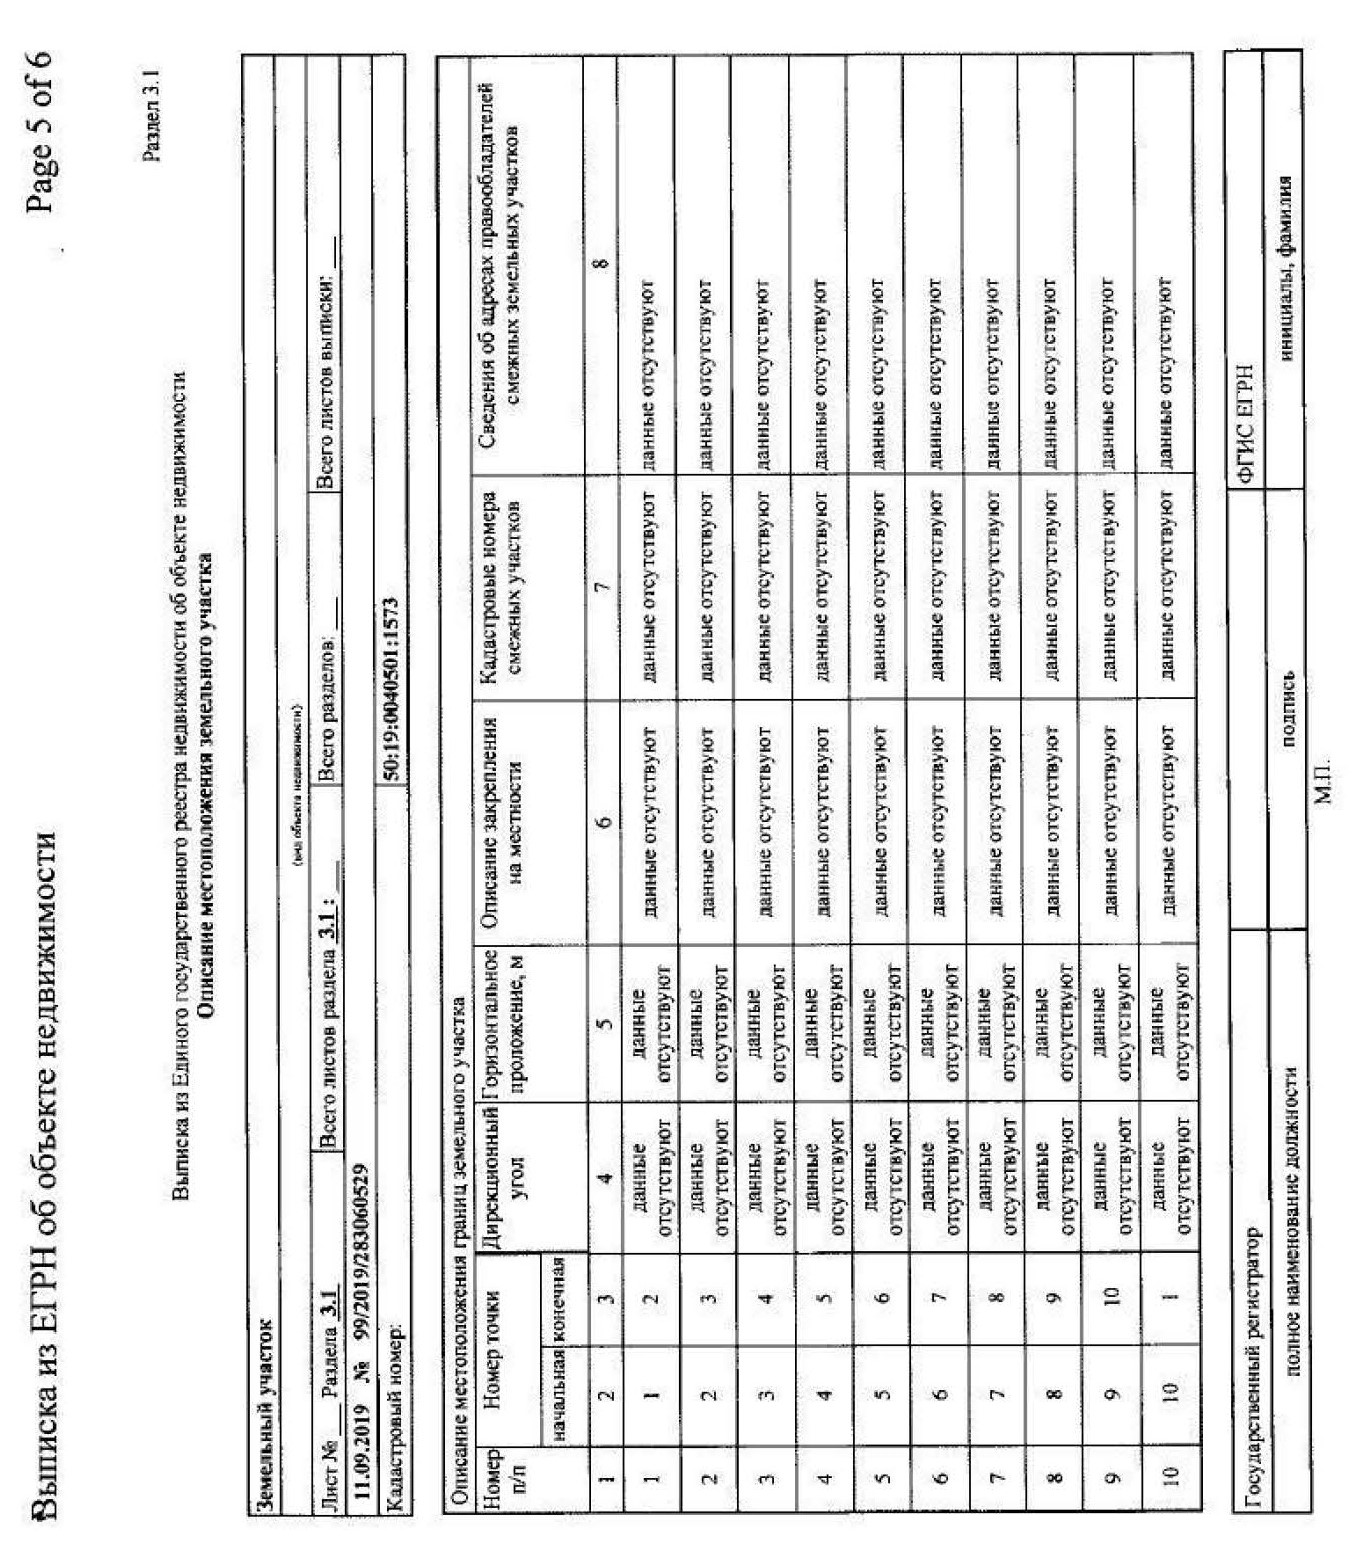 Выписка из ЕГРН об объекте недвижимости Page 5 of 6
Раздел 3.1
Выписка из Единого государственного реестра недвижимости об объекте недвижимости
Описание местоположения земельного участка
Земельный участок
(вид объекта недвижимости)
Лист № ___ Раздела 3.1 Всего листов раздела 3.1 : ___ Всего разделов: ___ Всего листов выписки: ___
11.09.2019 № 99/2019/283060529
Кадастровый номер: 50:19:0040501:1573
Описание местоположения границ земельного участка
Номер п/п Номер точки Дирекционный угол Горизонтальное проложение, м Описание закрепления на местности Кадастровые номера смежных участков Сведения об адресах правообладателей смежных земельных участков
начальная конечная
1 2 3 4 5 6 7 8
1 1 2 данные отсутствуют данные отсутствуют данные отсутствуют данные отсутствуют данные отсутствуют
2 2 3 данные отсутствуют данные отсутствуют данные отсутствуют данные отсутствуют данные отсутствуют
3 3 4 данные отсутствуют данные отсутствуют данные отсутствуют данные отсутствуют данные отсутствуют
4 4 5 данные отсутствуют данные отсутствуют данные отсутствуют данные отсутствуют данные отсутствуют
5 5 6 данные отсутствуют данные отсутствуют данные отсутствуют данные отсутствуют данные отсутствуют
6 6 7 данные отсутствуют данные отсутствуют данные отсутствуют данные отсутствуют данные отсутствуют
7 7 8 данные отсутствуют данные отсутствуют данные отсутствуют данные отсутствуют данные отсутствуют
8 8 9 данные отсутствуют данные отсутствуют данные отсутствуют данные отсутствуют данные отсутствуют
9 9 10 данные отсутствуют данные отсутствуют данные отсутствуют данные отсутствуют данные отсутствуют
10 10 1 данные отсутствуют данные отсутствуют данные отсутствуют данные отсутствуют данные отсутствуют
Государственный регистратор ФГИС ЕГРН
полное наименование должности подпись инициалы, фамилия
М.П.